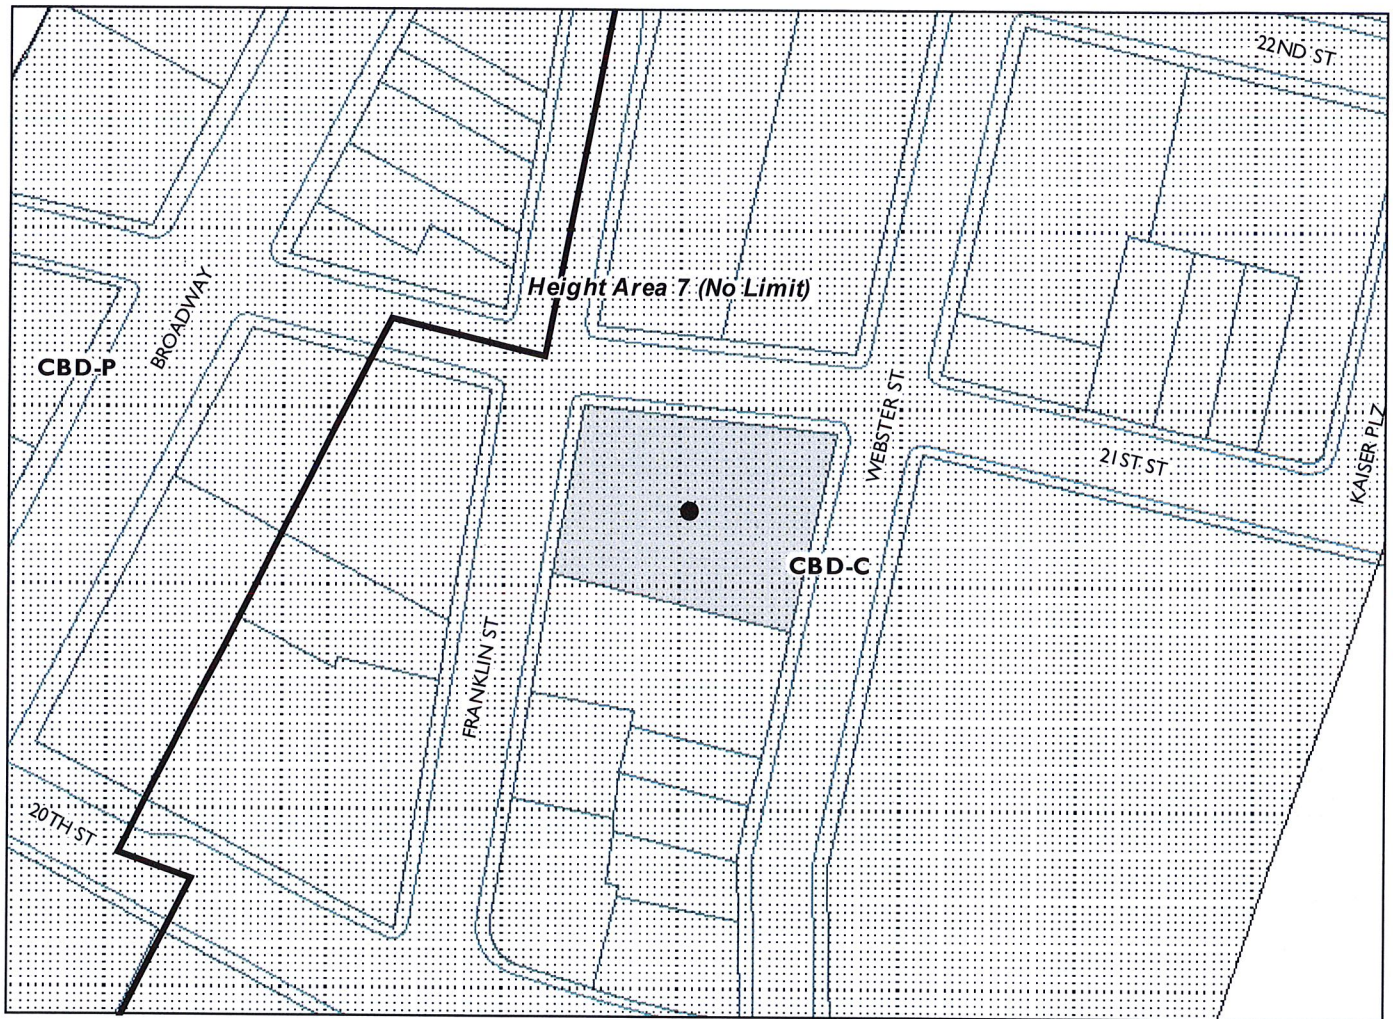 22ND ST
Height Area 7 (No Limit)
BROADWAY
CBD-P
WEBSTER ST.
KAISER PLZ
21ST ST
CBD-C
FRANKLIN ST
20TH ST